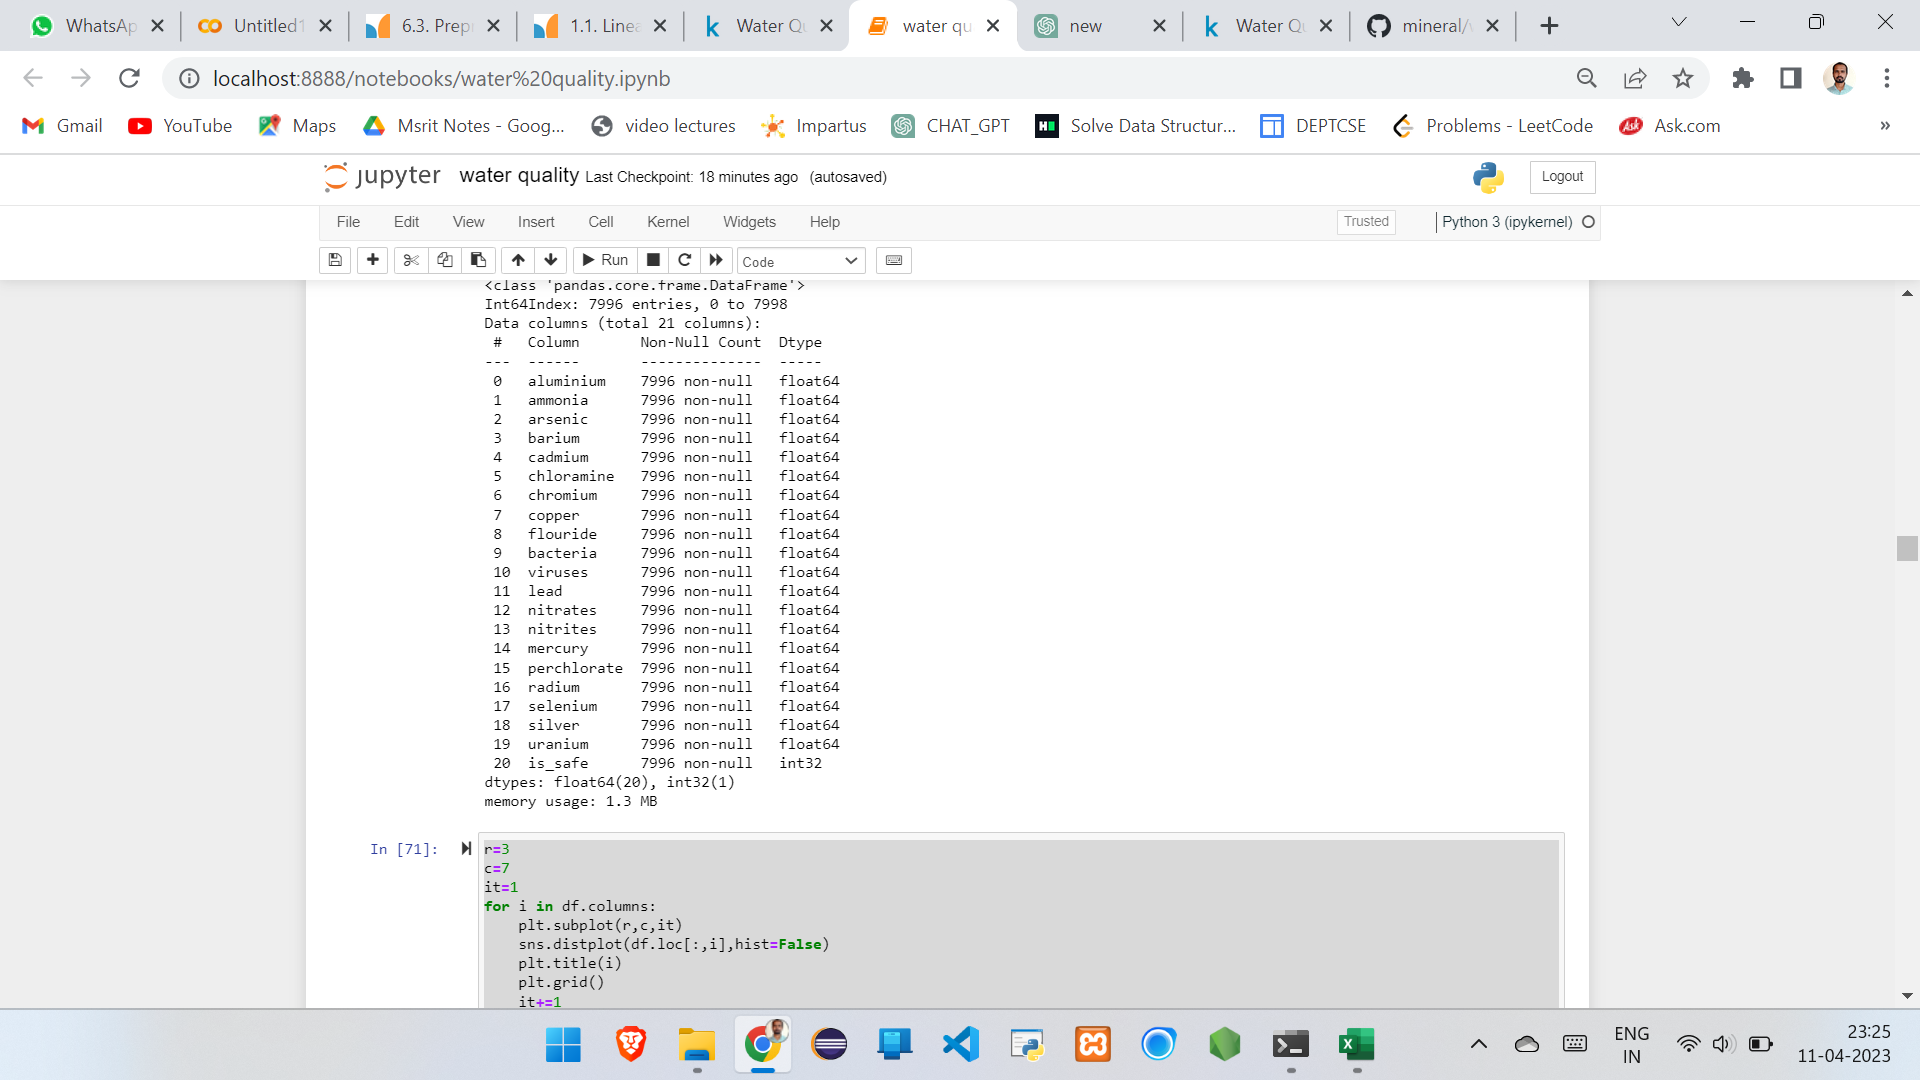 WhatsAp
Untitled1
6.3. Prep
1.1. Linea
Water Qu
water qu
new
Water Qu
mineral/
localhost:8888/notebooks/water%20quality.ipynb
Gmail
YouTube
Maps
Msrit Notes - Goog...
video lectures
Impartus
CHAT_GPT
Solve Data Structur...
DEPTCSE
Problems - LeetCode
Ask.com
»
jupyter water quality Last Checkpoint: 18 minutes ago (autosaved)
Logout
File Edit View Insert Cell Kernel Widgets Help
Trusted
Python 3 (ipykernel)
Run
Code
<class 'pandas.core.frame.DataFrame'>
Int64Index: 7996 entries, 0 to 7998
Data columns (total 21 columns):
 #   Column       Non-Null Count  Dtype
---  ------       --------------  -----
 0   aluminium    7996 non-null   float64
 1   ammonia      7996 non-null   float64
 2   arsenic      7996 non-null   float64
 3   barium       7996 non-null   float64
 4   cadmium      7996 non-null   float64
 5   chloramine   7996 non-null   float64
 6   chromium     7996 non-null   float64
 7   copper       7996 non-null   float64
 8   flouride     7996 non-null   float64
 9   bacteria     7996 non-null   float64
 10  viruses      7996 non-null   float64
 11  lead         7996 non-null   float64
 12  nitrates     7996 non-null   float64
 13  nitrites     7996 non-null   float64
 14  mercury      7996 non-null   float64
 15  perchlorate  7996 non-null   float64
 16  radium       7996 non-null   float64
 17  selenium     7996 non-null   float64
 18  silver       7996 non-null   float64
 19  uranium      7996 non-null   float64
 20  is_safe      7996 non-null   int32
dtypes: float64(20), int32(1)
memory usage: 1.3 MB
In [71]:
r=3
c=7
it=1
for i in df.columns:
    plt.subplot(r,c,it)
    sns.distplot(df.loc[:,i],hist=False)
    plt.title(i)
    plt.grid()
    it+=1
ENG
IN
23:25
11-04-2023